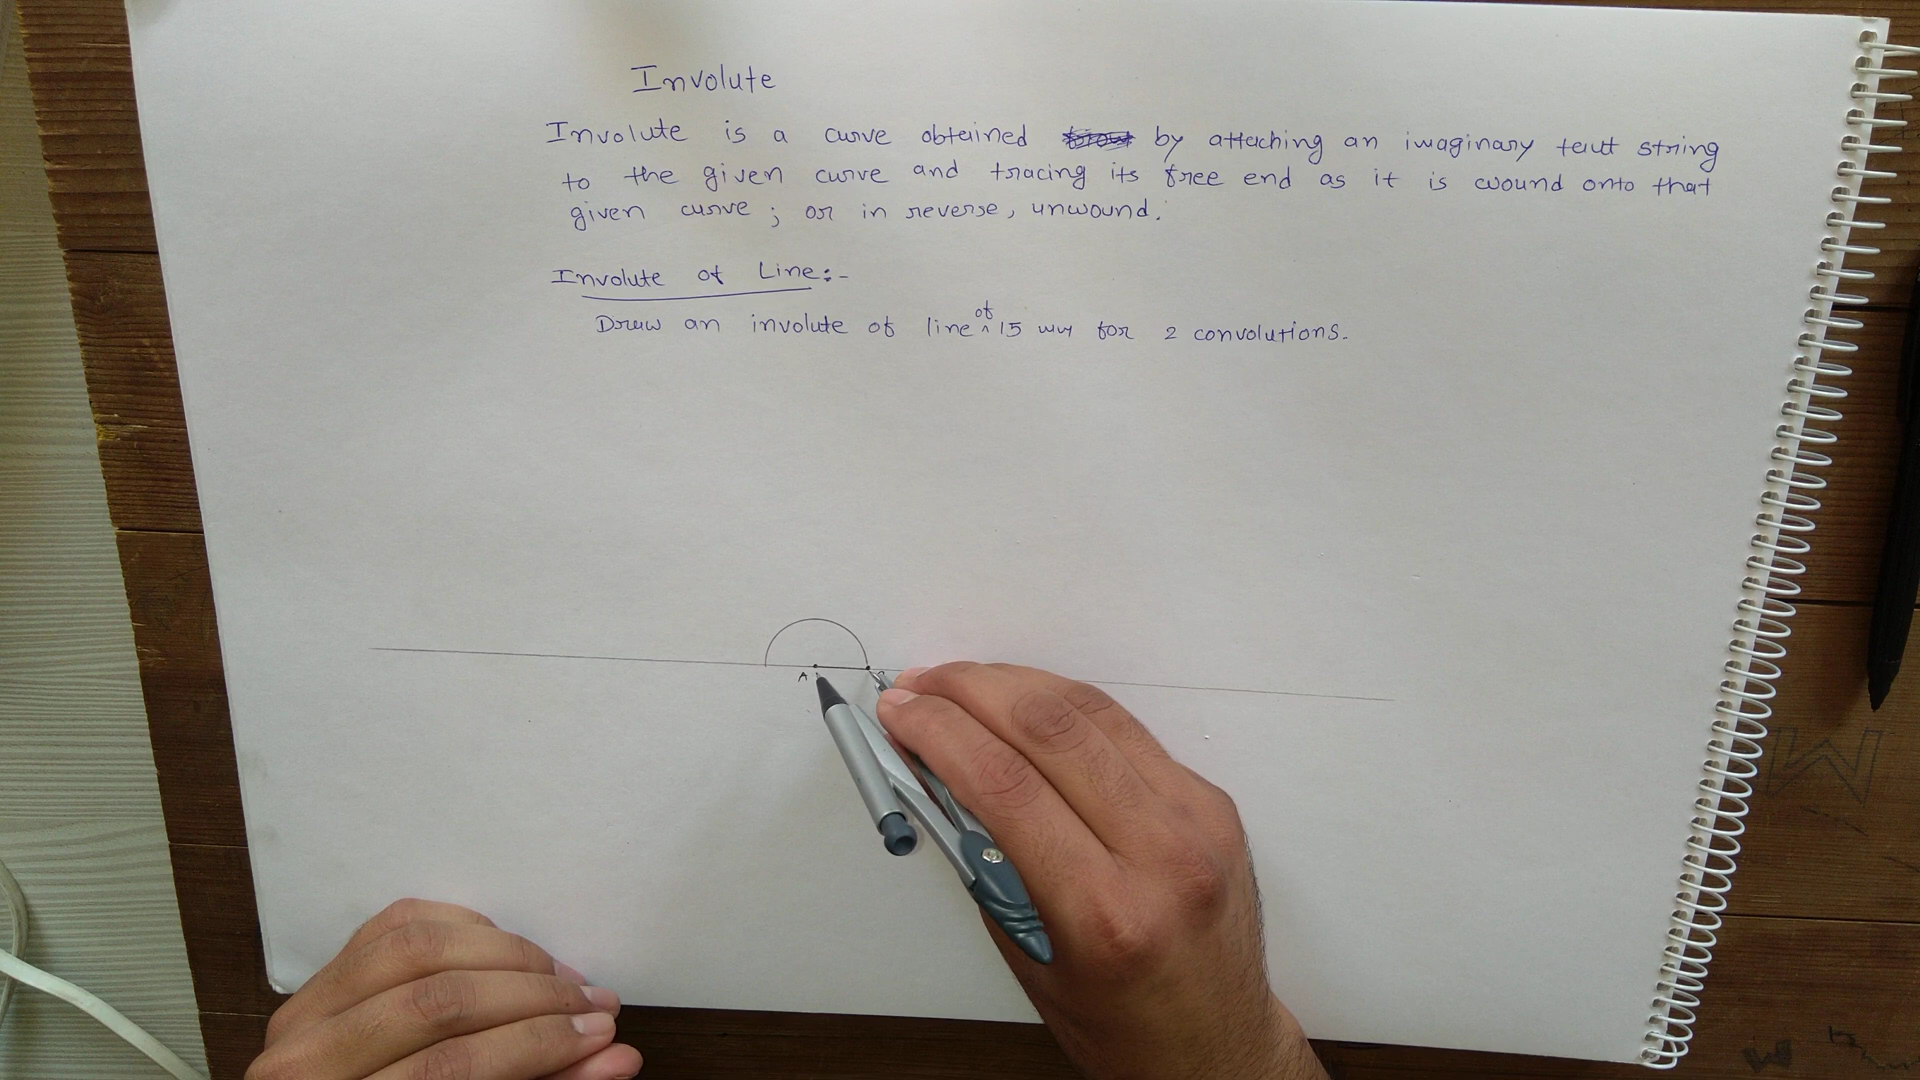 Involute
Involute is a curve obtained by attaching an imaginary taut string
to the given curve and tracing its free end as it is wound onto that
given curve ; or in reverse, unwound.
Involute of Line:-
Draw an involute of line of 15 mm for 2 convolutions.
A